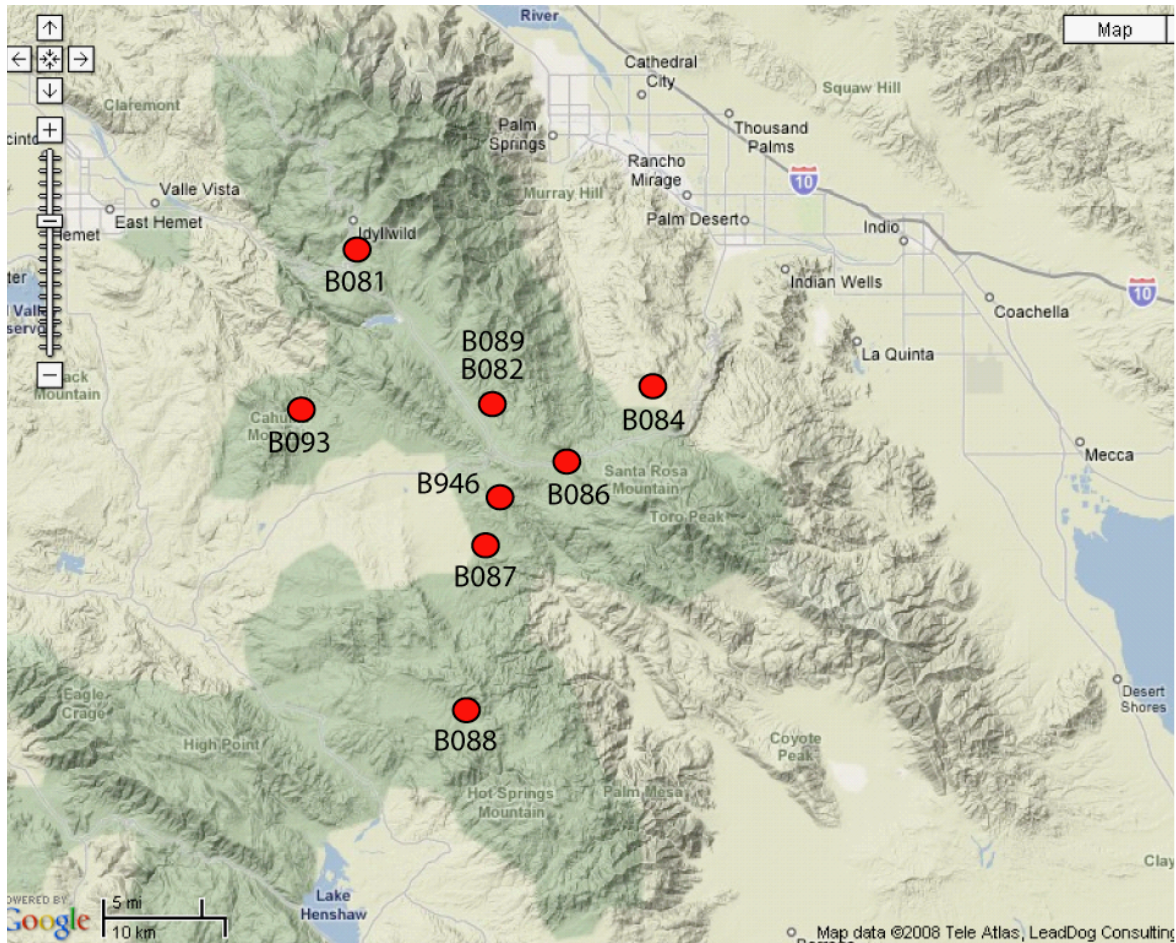 River
Map
Cathedral
City
Squaw Hill
Claremont
Palm
Springs
Thousand
Palms
Rancho
Mirage
10
Valle Vista
Murray Hill
East Hemet
Palm Desert
Indio
Idyllwild
B081
Indian Wells
10
Coachella
B089
B082
La Quinta
B084
B093
Mecca
B946
Santa Rosa
Mountain
B086
Toro Peak
B087
Eagle
Crage
Desert
Shores
High Point
B088
Coyote
Peak
Hot Springs
Mountain
Palm Mesa
Lake
Henshaw
5 mi
10 km
Google
Map data ©2008 Tele Atlas, LeadDog Consulting